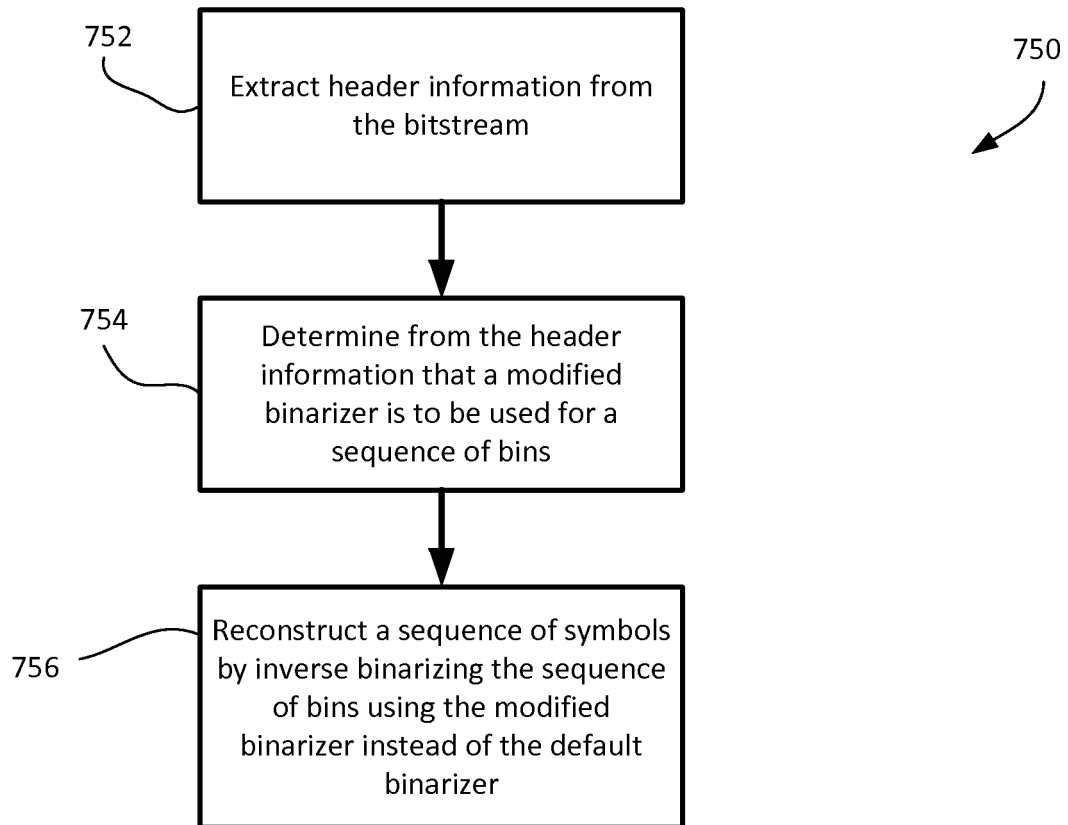 752
750
Extract header information from
the bitstream
754
Determine from the header
information that a modified
binarizer is to be used for a
sequence of bins
756
Reconstruct a sequence of symbols
by inverse binarizing the sequence
of bins using the modified
binarizer instead of the default
binarizer